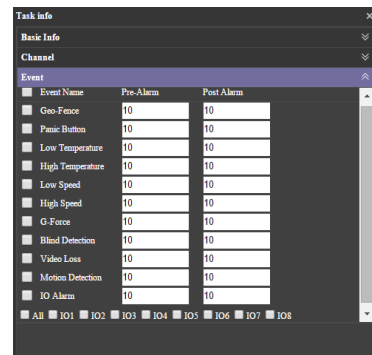 Task info
Basic Info
Channel
Event
Event Name Pre-Alarm Post Alarm
Geo-Fence 10 10
Panic Button 10 10
Low Temperature 10 10
High Temperature 10 10
Low Speed 10 10
High Speed 10 10
G-Force 10 10
Blind Detection 10 10
Video Loss 10 10
Motion Detection 10 10
IO Alarm 10 10
All IO1 IO2 IO3 IO4 IO5 IO6 IO7 IO8